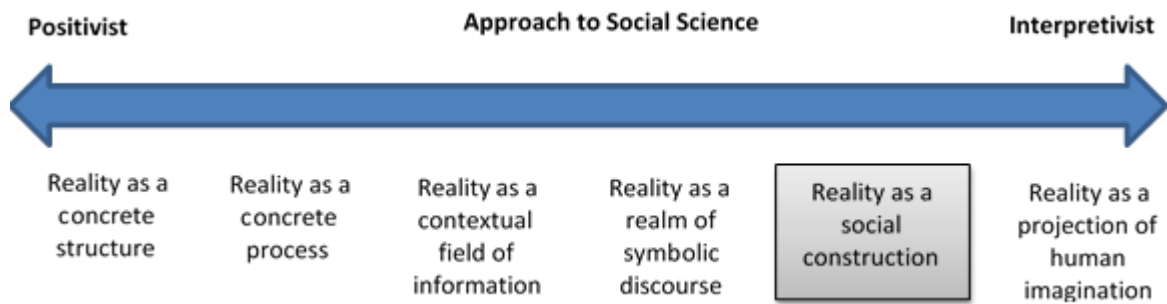 Positivist
Approach to Social Science
Interpretivist
Reality as a
concrete
structure
Reality as a
concrete
process
Reality as a
contextual
field of
information
Reality as a
realm of
symbolic
discourse
Reality as a
social
construction
Reality as a
projection of
human
imagination